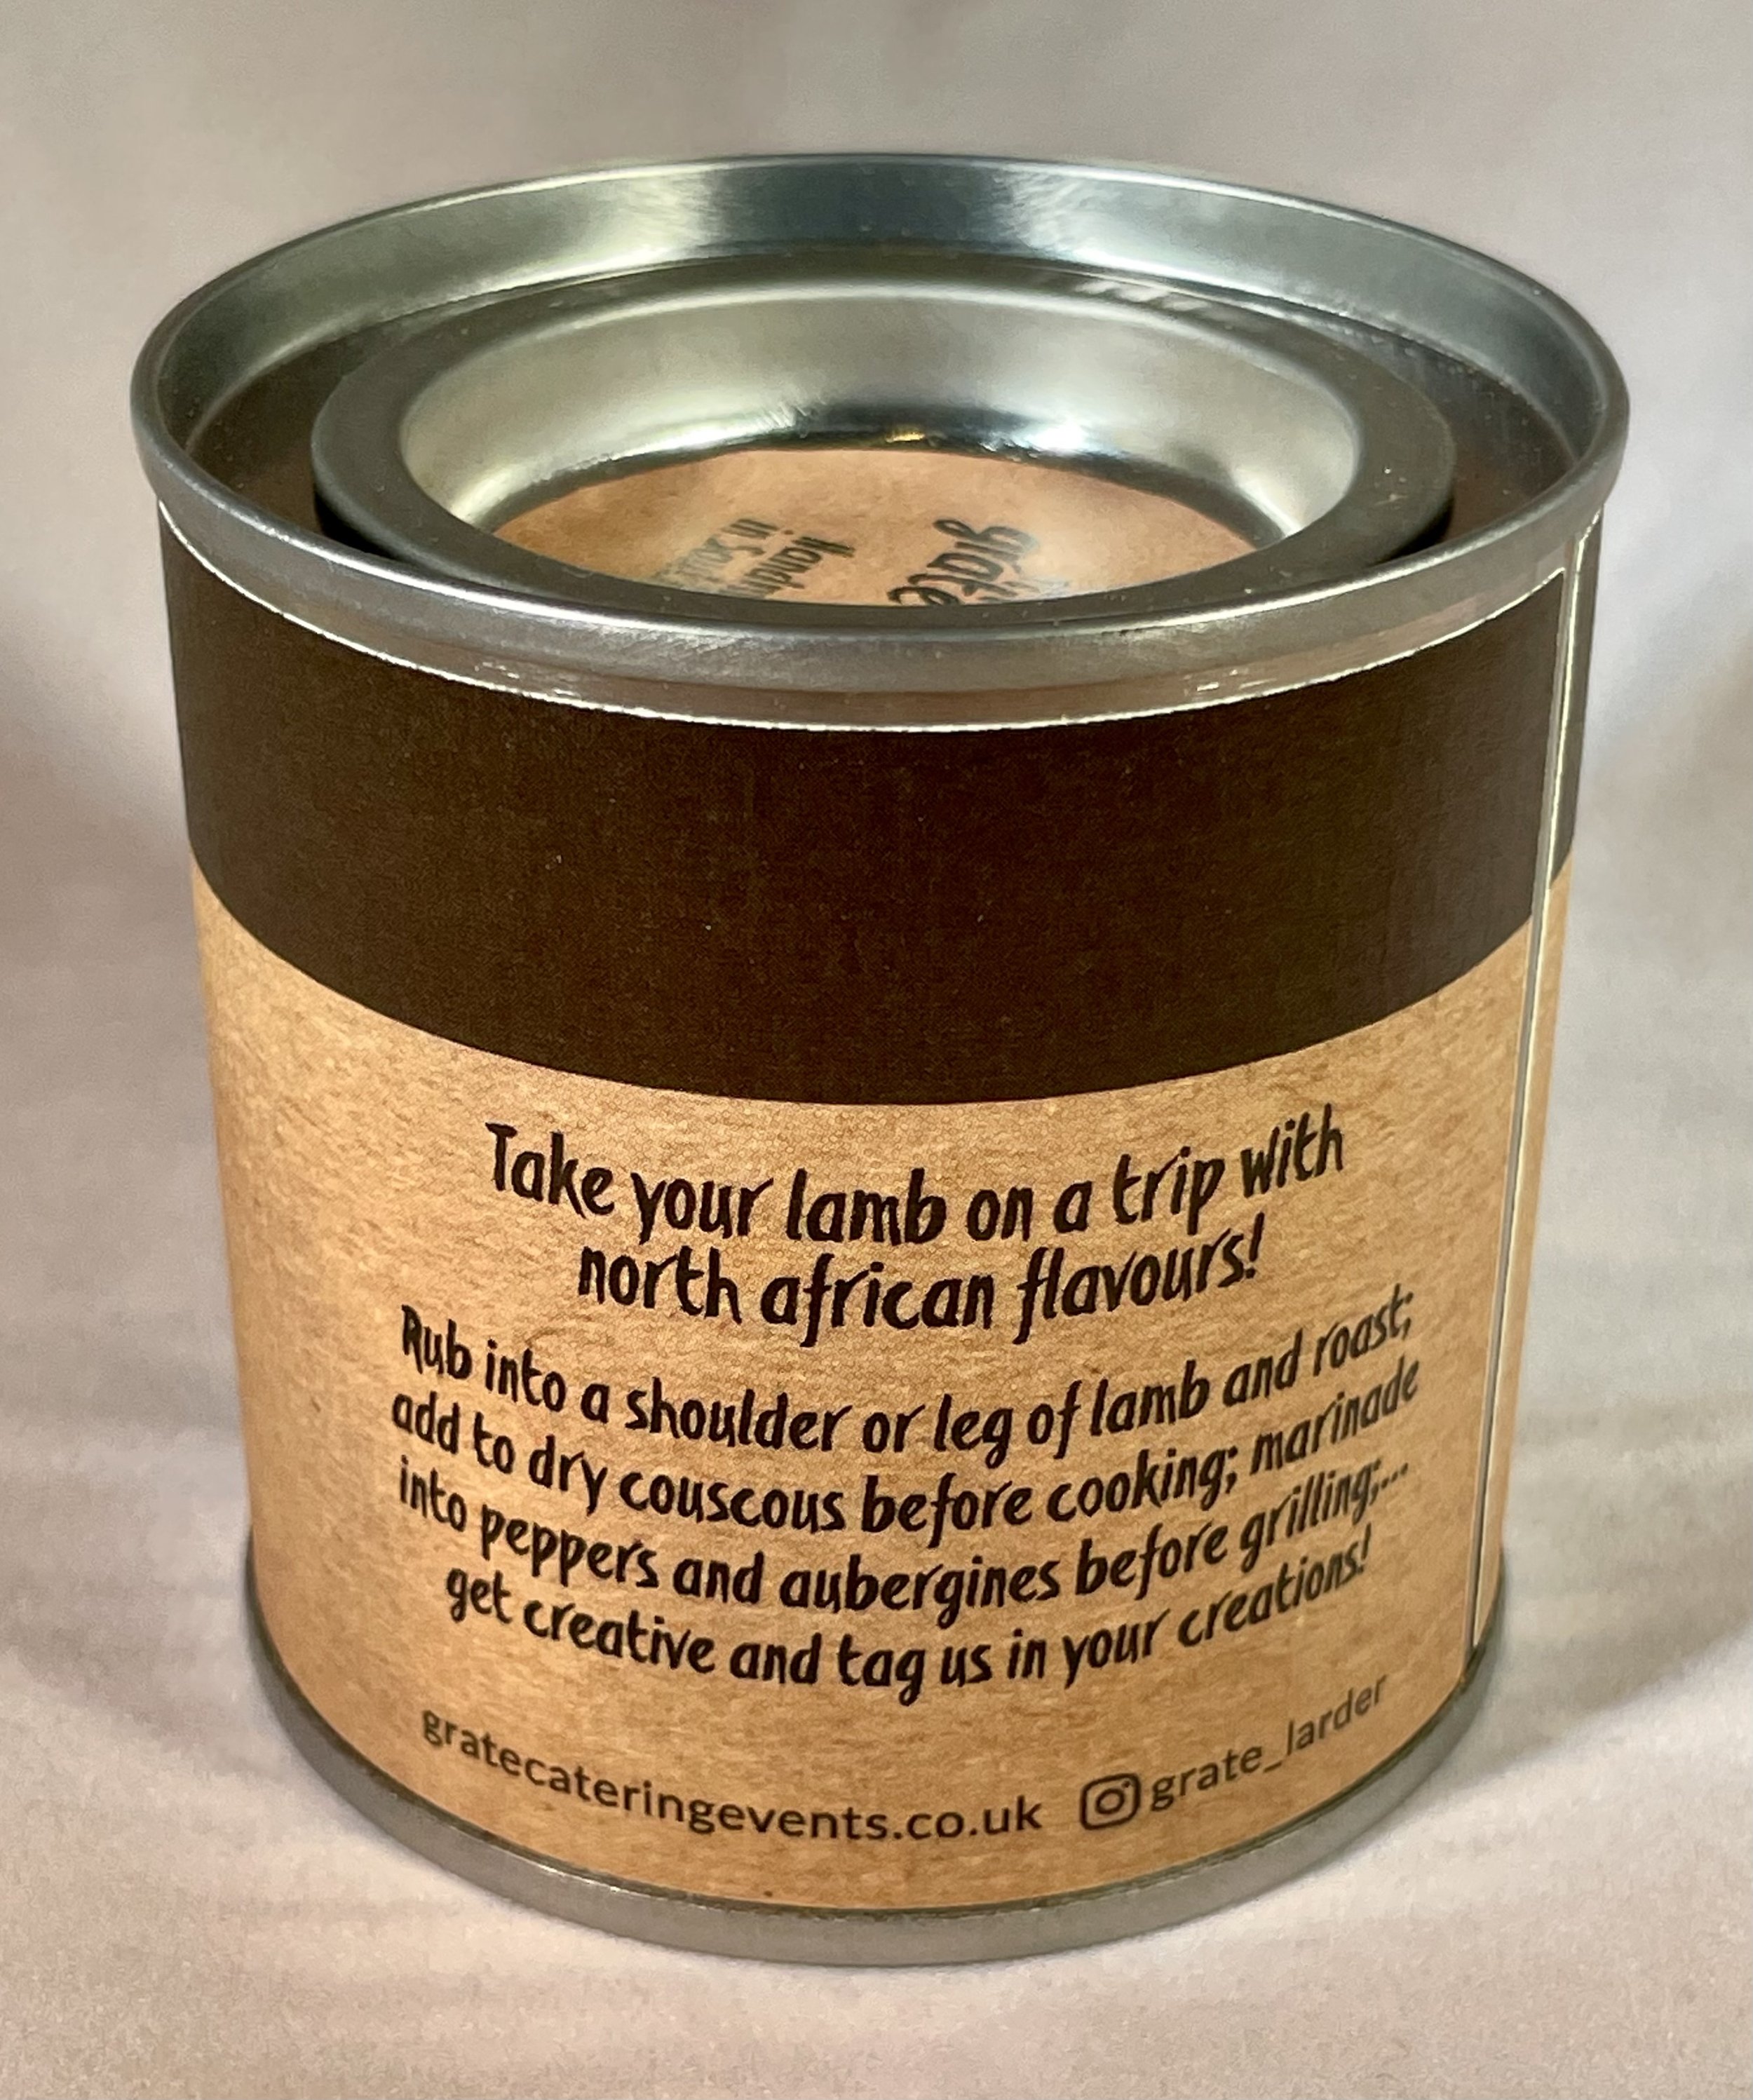 grate
Take your lamb on a trip with
north african flavours!
Rub into a shoulder or leg of lamb and roast;
add to dry couscous before cooking; marinade
into peppers and aubergines before grilling;...
get creative and tag us in your creations!
gratecateringevents.co.uk grate_larder